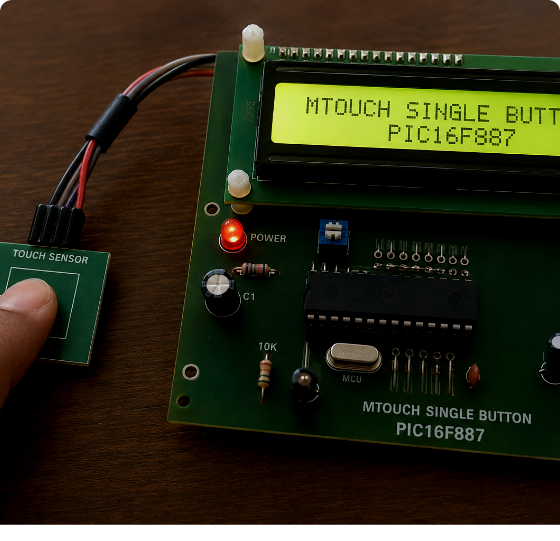 MTOUCH SINGLE BUTT
PIC16F887
POWER
TOUCH SENSOR
C1
10K
MCU
MTOUCH SINGLE BUTTON
PIC16F887